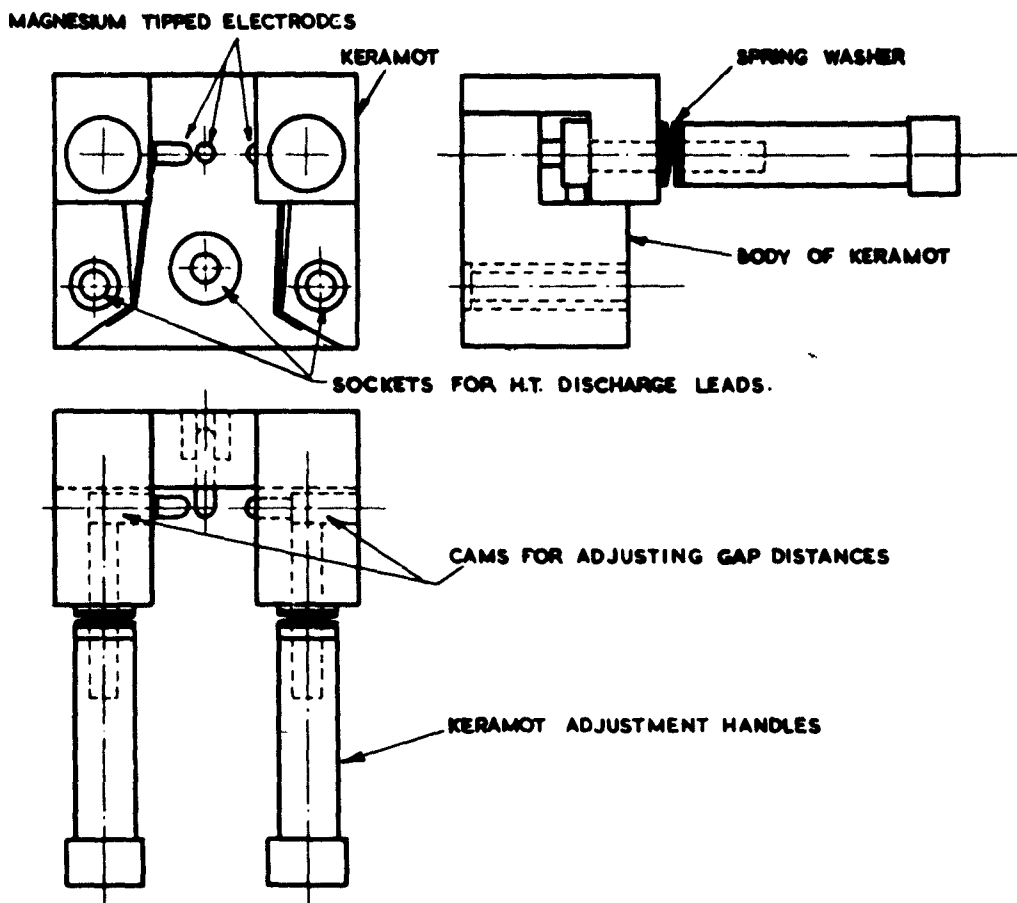 MAGNESIUM TIPPED ELECTRODES
KERAMOT
SPRING WASHER
BODY OF KERAMOT
SOCKETS FOR H.T. DISCHARGE LEADS.
CAMS FOR ADJUSTING GAP DISTANCES
KERAMOT ADJUSTMENT HANDLES